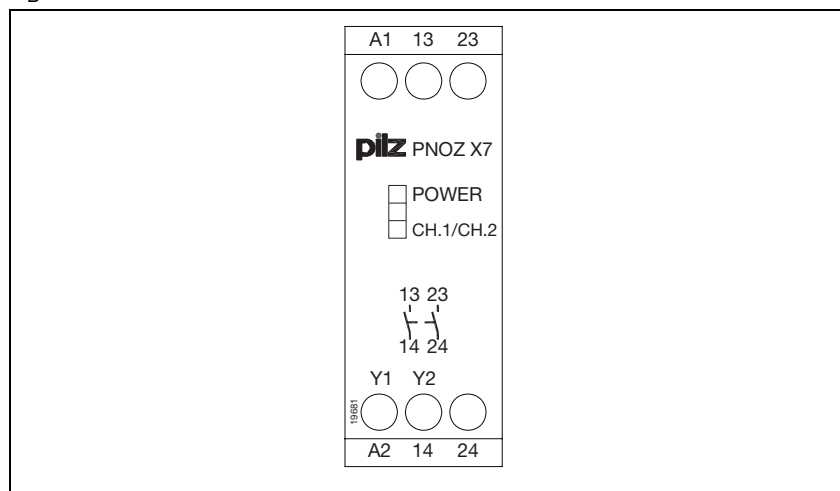 A1 13 23
pilz PNOZ X7
POWER
CH.1/CH.2
13 23
14 24
Y1 Y2
19681
A2 14 24